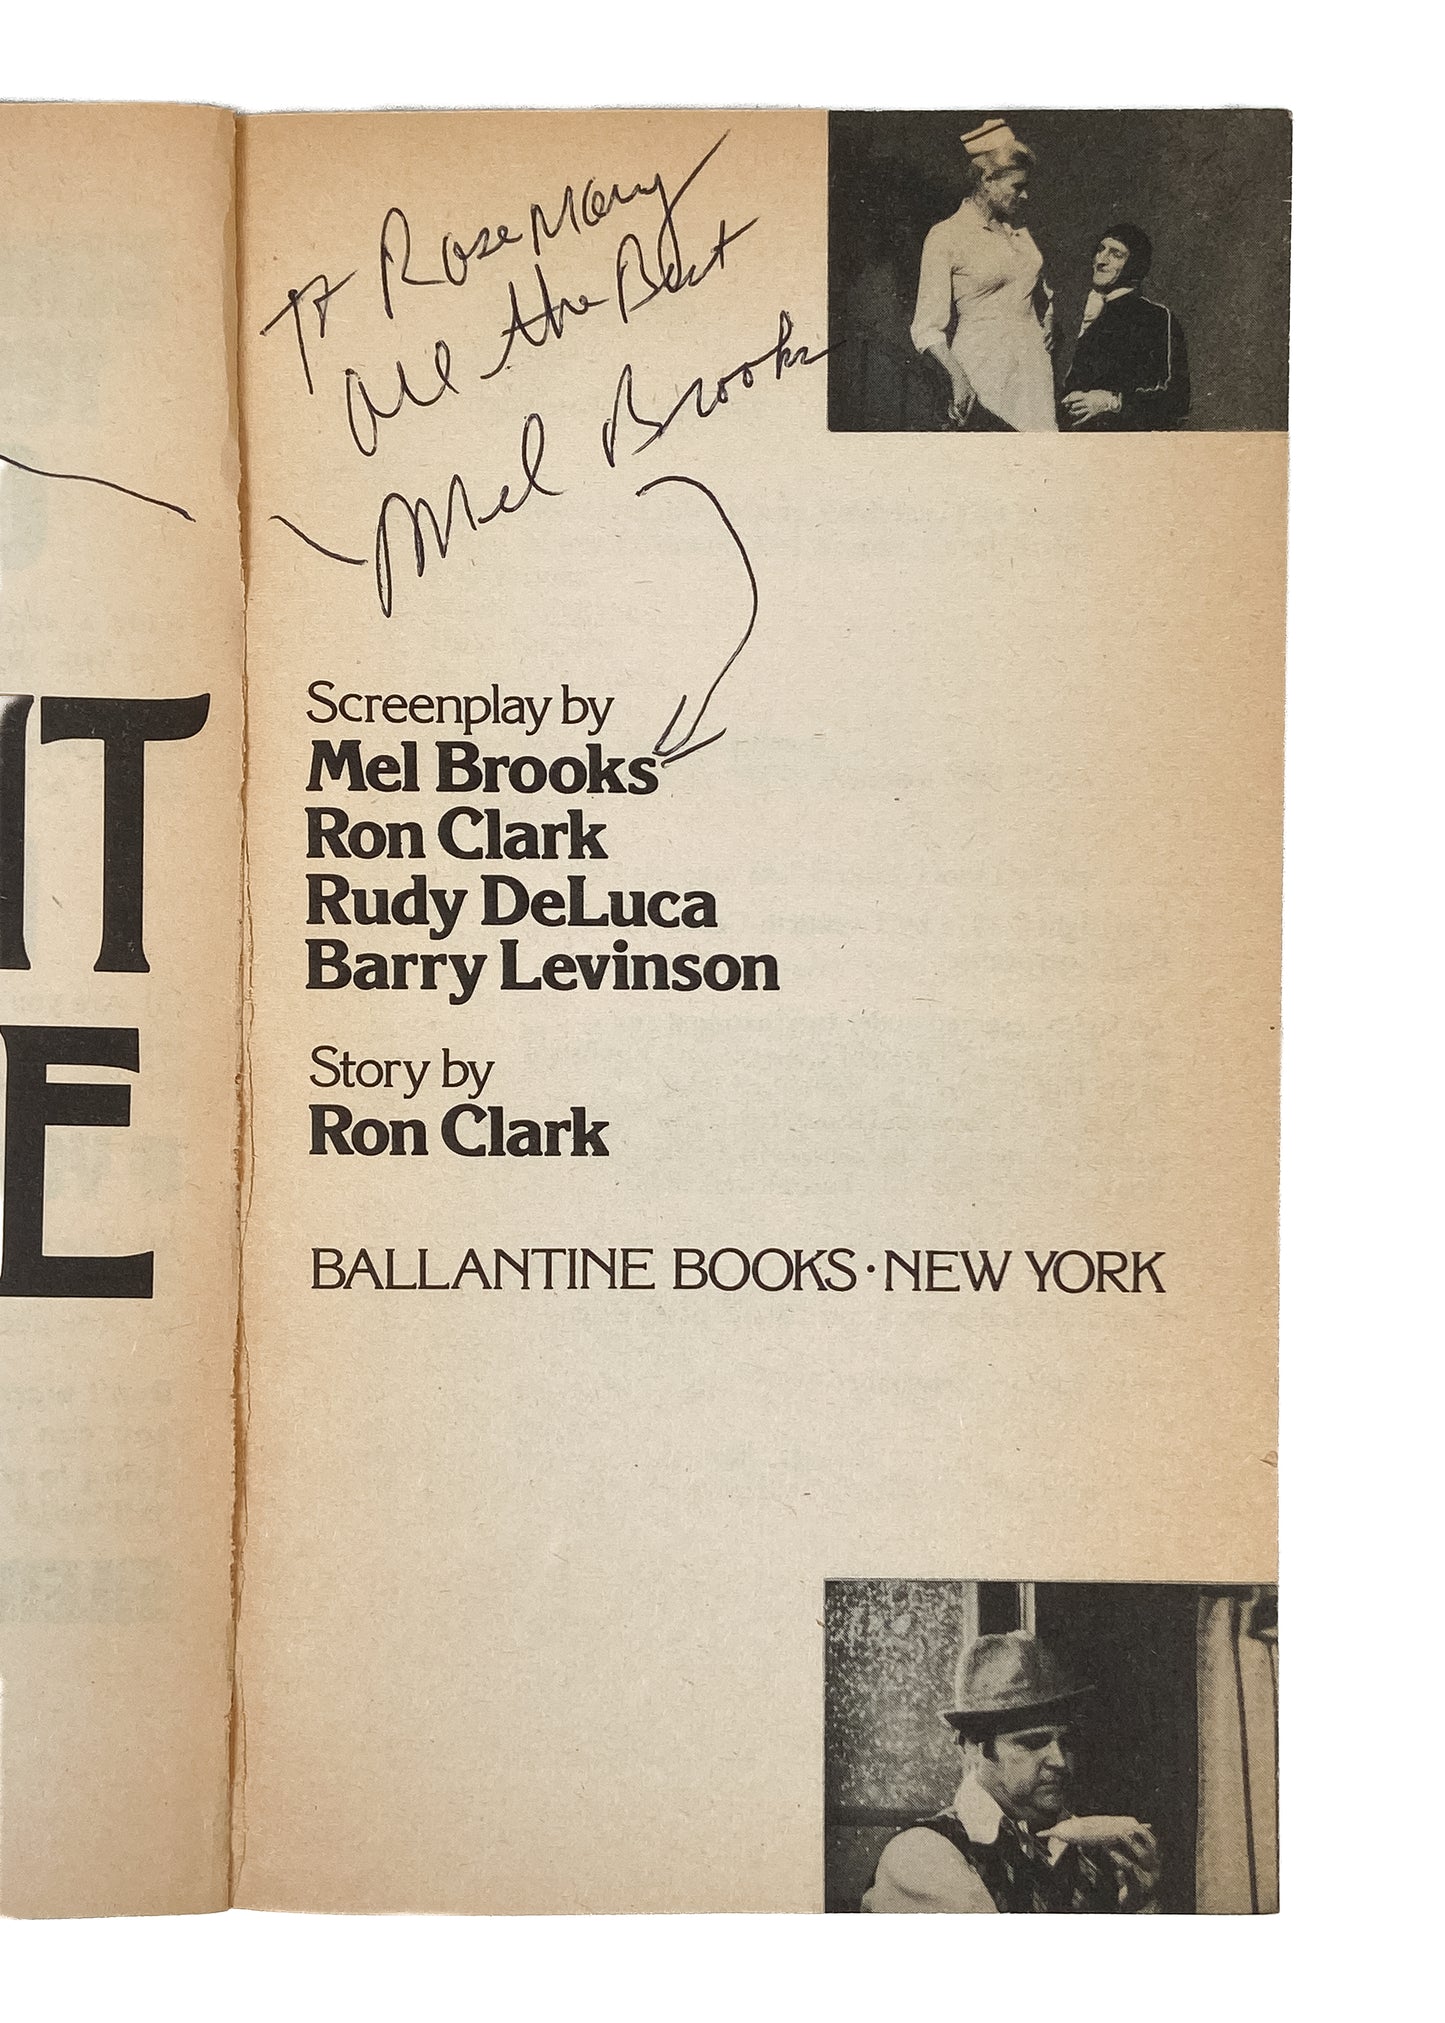 To Rosemary
All the Best
Mel Brooks
IT
E
Screenplay by
Mel Brooks
Ron Clark
Rudy DeLuca
Barry Levinson
Story by
Ron Clark
BALLANTINE BOOKS · NEW YORK